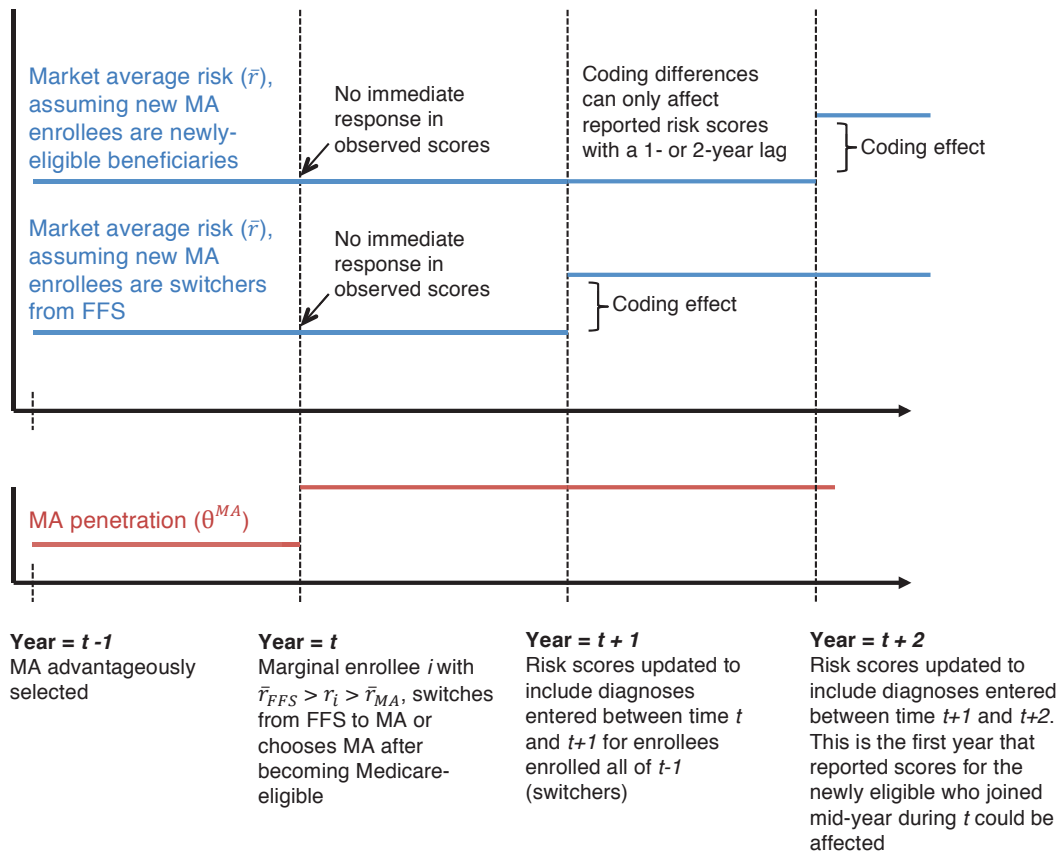 Market average risk (r̄),
assuming new MA
enrollees are newly-
eligible beneficiaries
No immediate
response in
observed scores
Coding differences
can only affect
reported risk scores
with a 1- or 2-year lag
Coding effect
Market average risk (r̄),
assuming new MA
enrollees are switchers
from FFS
No immediate
response in
observed scores
Coding effect
MA penetration (θ^MA)
Year = t -1
MA advantageously
selected
Year = t
Marginal enrollee i with
r̄_FFS > r_i > r̄_MA, switches
from FFS to MA or
chooses MA after
becoming Medicare-
eligible
Year = t + 1
Risk scores updated to
include diagnoses
entered between time t
and t+1 for enrollees
enrolled all of t-1
(switchers)
Year = t + 2
Risk scores updated to
include diagnoses entered
between time t+1 and t+2.
This is the first year that
reported scores for the
newly eligible who joined
mid-year during t could be
affected